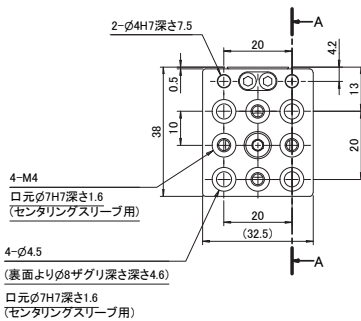 A
2-Ø4H7深さ7.5
20
4.2
0.5
13
38
10
20
4-M4
口元Ø7H7深さ1.6
(センタリングスリーブ用)
20
(32.5)
4-Ø4.5
(裏面よりØ8ザグリ深さ深さ4.6)
A
口元Ø7H7深さ1.6
(センタリングスリーブ用)